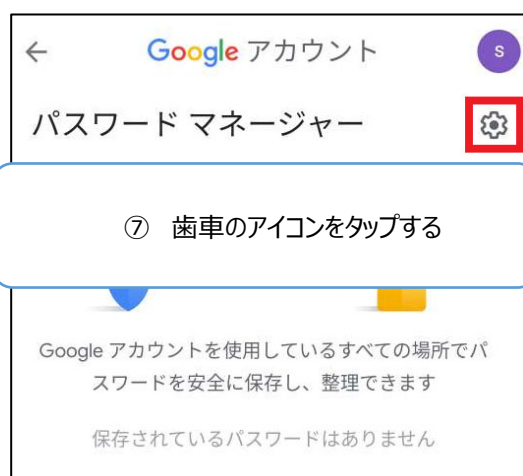 Google アカウント
S
パスワード マネージャー
⑦ 歯車のアイコンをタップする
Google アカウントを使用しているすべての場所でパ
スワードを安全に保存し、整理できます
保存されているパスワードはありません